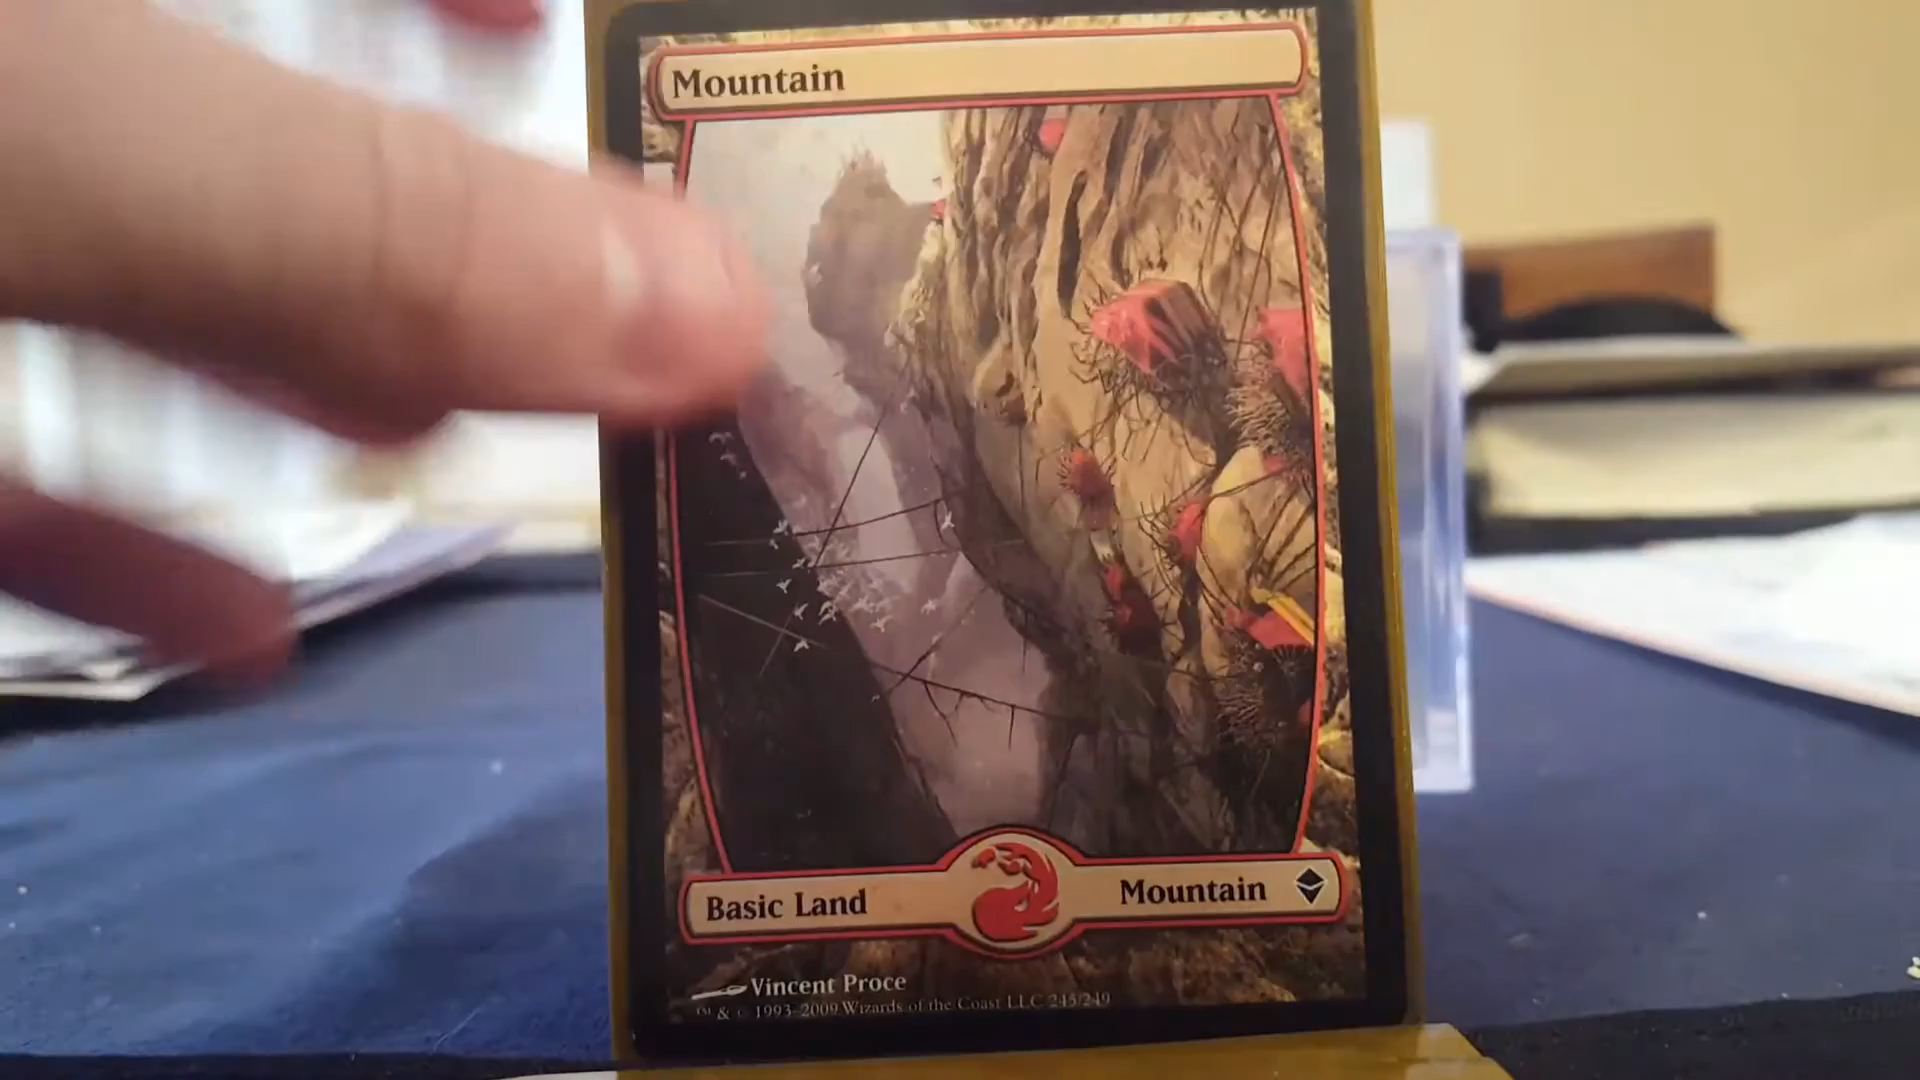 Mountain
Basic Land
Mountain
Vincent Proce
™ & © 1993-2009 Wizards of the Coast LLC 245/249